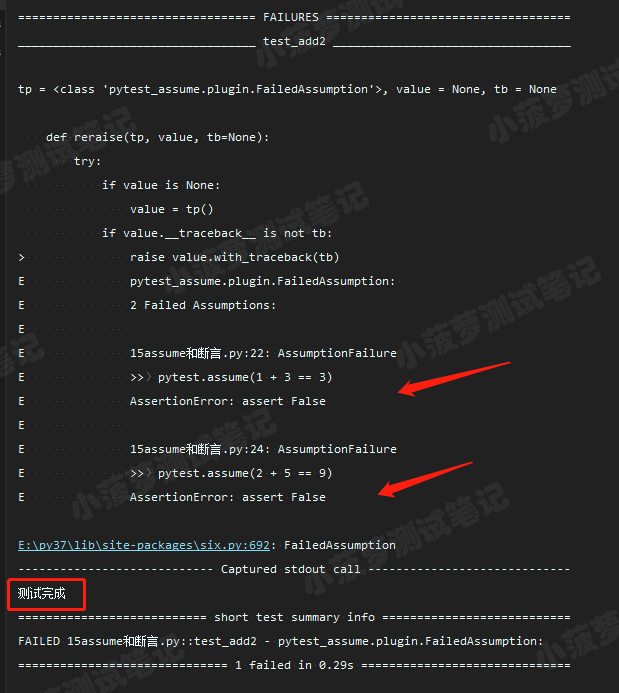 =================================== FAILURES ===================================
__________________________________ test_add2 __________________________________
tp = <class 'pytest_assume.plugin.FailedAssumption'>, value = None, tb = None
    def reraise(tp, value, tb=None):
        try:
            if value is None:
                value = tp()
            if value.__traceback__ is not tb:
>               raise value.with_traceback(tb)
E               pytest_assume.plugin.FailedAssumption:
E               2 Failed Assumptions:
E
E               15assume和断言.py:22: AssumptionFailure
E               >>  pytest.assume(1 + 3 == 3)
E               AssertionError: assert False
E
E               15assume和断言.py:24: AssumptionFailure
E               >>  pytest.assume(2 + 5 == 9)
E               AssertionError: assert False
E:\py37\lib\site-packages\six.py:692: FailedAssumption
---------------------------- Captured stdout call -----------------------------
测试完成
=========================== short test summary info ===========================
FAILED 15assume和断言.py::test_add2 - pytest_assume.plugin.FailedAssumption:
============================== 1 failed in 0.29s ==============================
小菠萝测试笔记